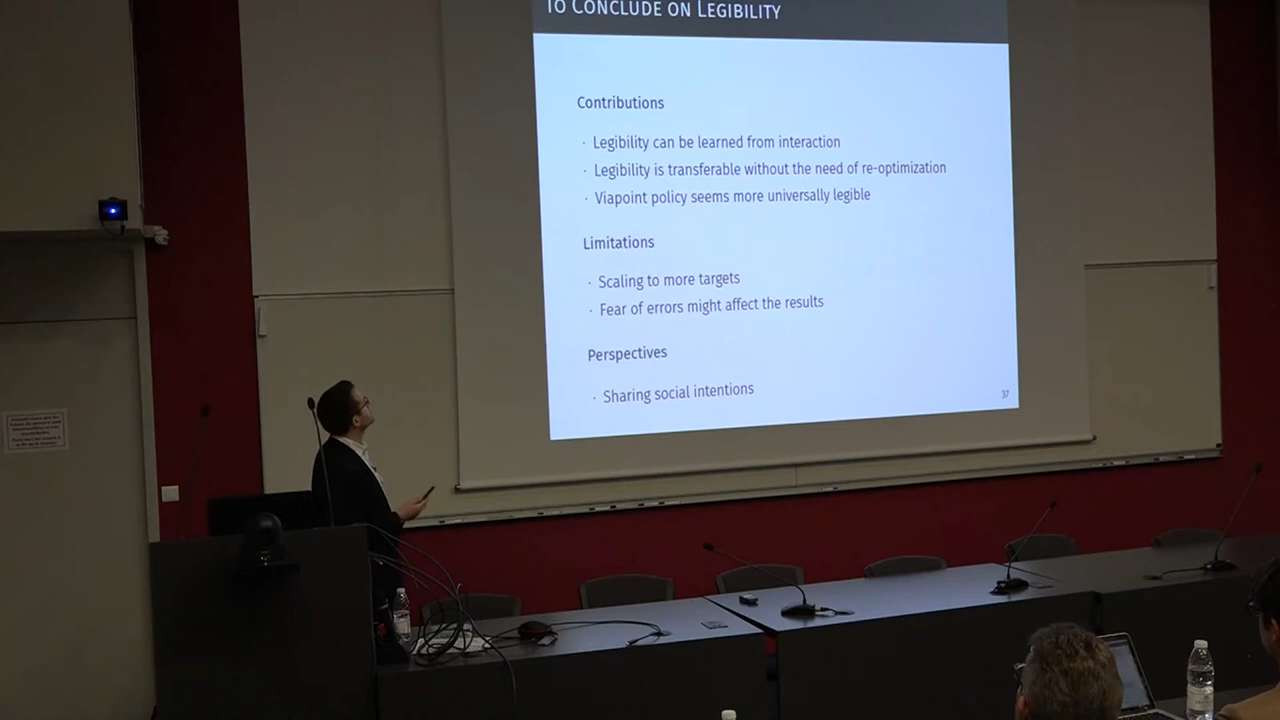 TO CONCLUDE ON LEGIBILITY
Contributions
· Legibility can be learned from interaction
· Legibility is transferable without the need of re-optimization
· Viapoint policy seems more universally legible
Limitations
· Scaling to more targets
· Fear of errors might affect the results
Perspectives
· Sharing social intentions
37